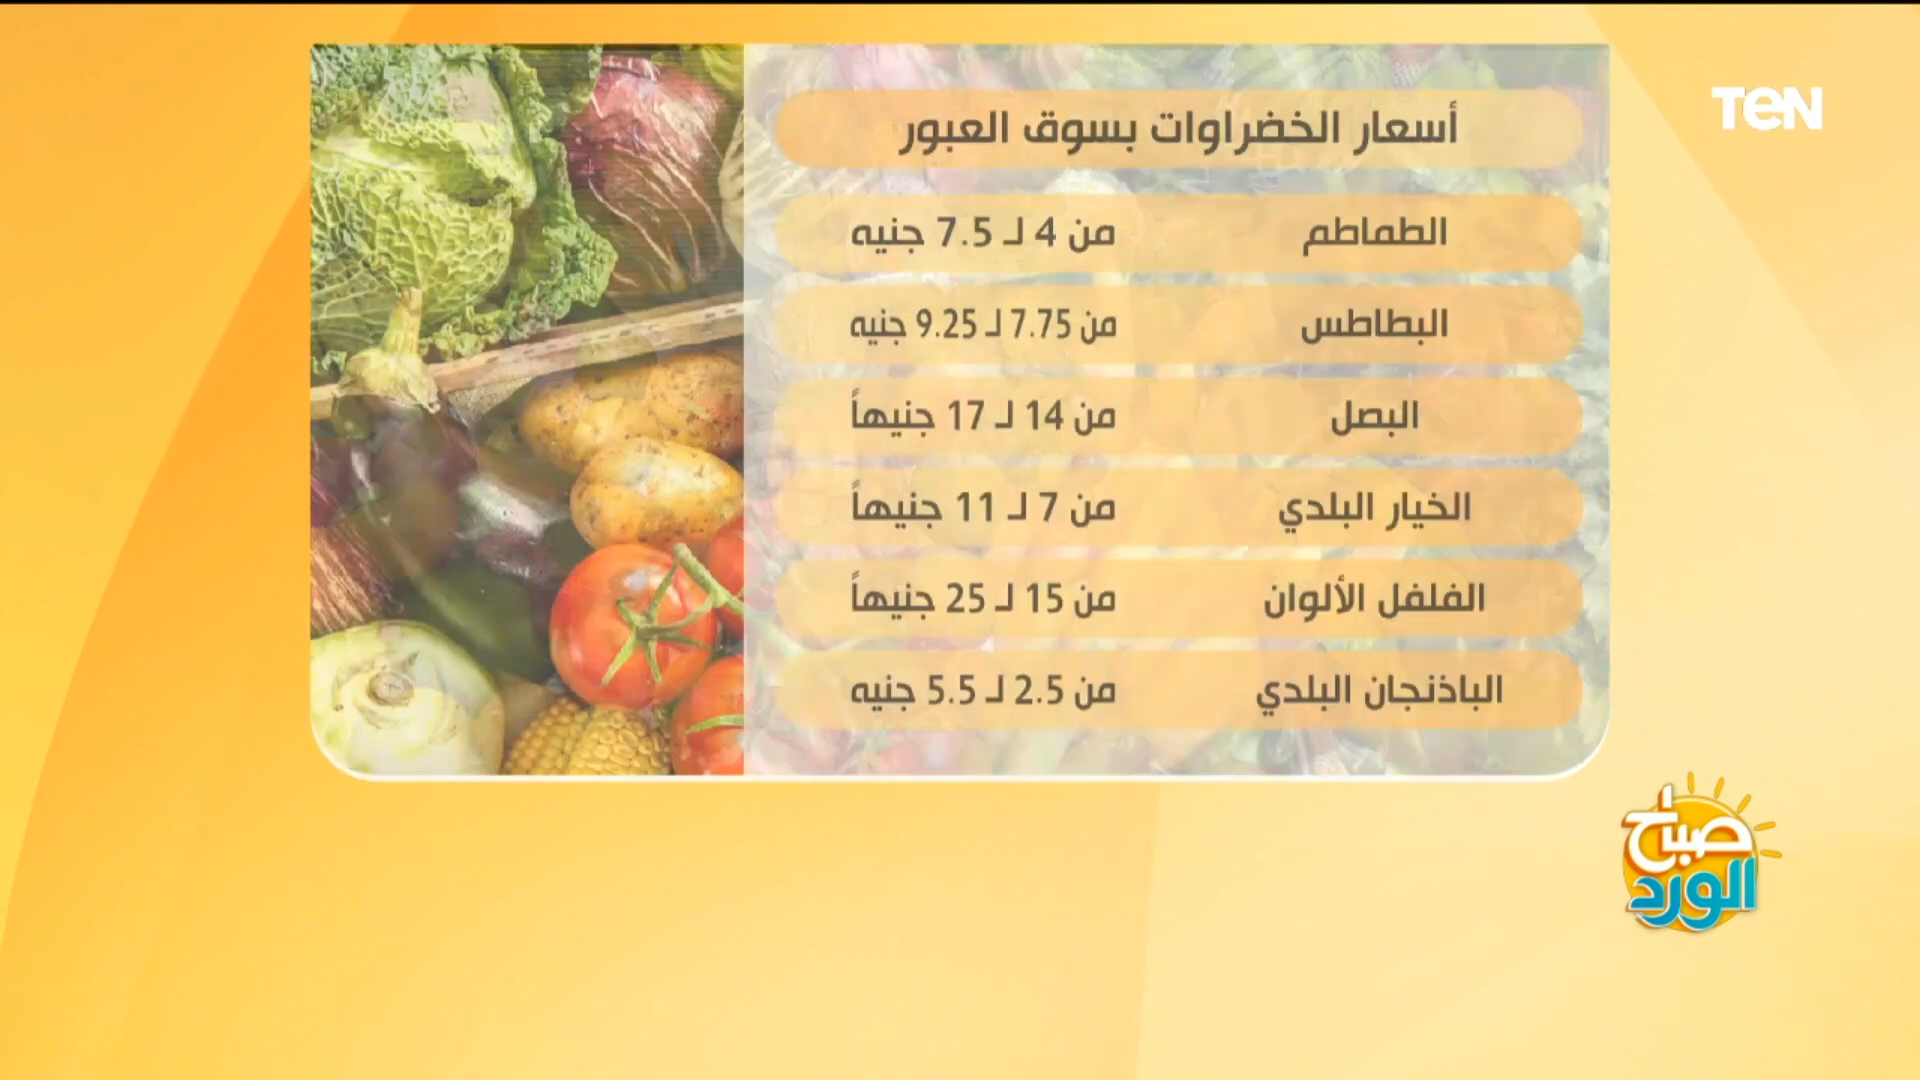 TeN
أسعار الخضراوات بسوق العبور
الطماطم من 4 لـ 7.5 جنيه
البطاطس من 7.75 لـ 9.25 جنيه
البصل من 14 لـ 17 جنيهاً
الخيار البلدي من 7 لـ 11 جنيهاً
الفلفل الألوان من 15 لـ 25 جنيهاً
الباذنجان البلدي من 2.5 لـ 5.5 جنيه
صباح
الورد